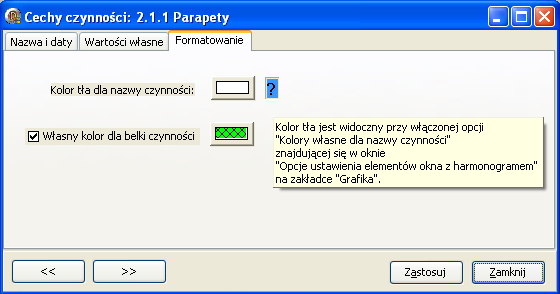 Cechy czynności: 2.1.1 Parapety
Nazwa i daty
Wartości własne
Formatowanie
Kolor tła dla nazwy czynności:
?
Własny kolor dla belki czynności
Kolor tła jest widoczny przy włączonej opcji
"Kolory własne dla nazwy czynności"
znajdującej się w oknie
"Opcje ustawienia elementów okna z harmonogramem"
na zakładce "Grafika".
<<
>>
Zastosuj
Zamknij